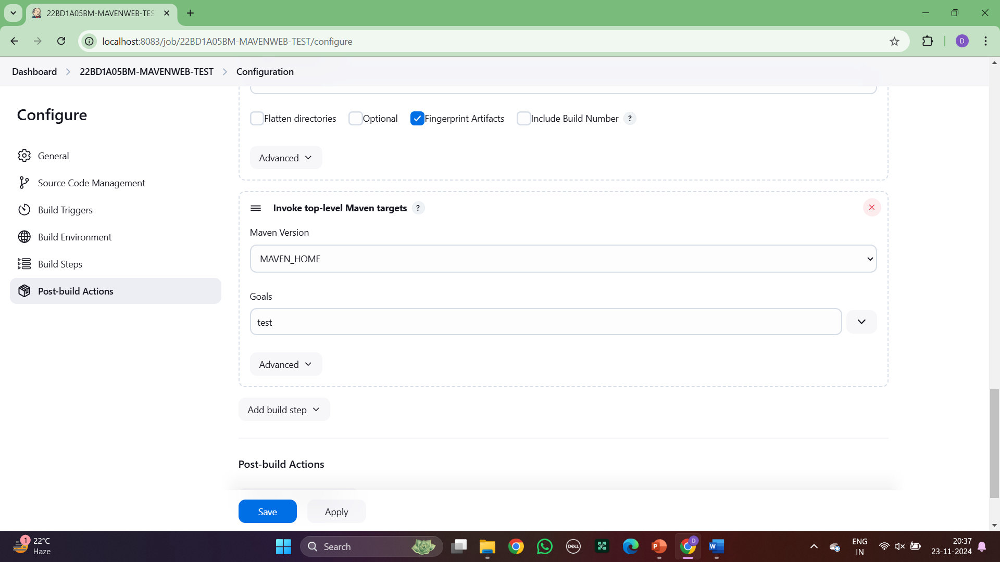 22BD1A05BM-MAVENWEB-TES
localhost:8083/job/22BD1A05BM-MAVENWEB-TEST/configure
D
Dashboard
22BD1A05BM-MAVENWEB-TEST
Configuration
Configure
General
Source Code Management
Build Triggers
Build Environment
Build Steps
Post-build Actions
Flatten directories
Optional
Fingerprint Artifacts
Include Build Number
?
Advanced
Invoke top-level Maven targets
?
Maven Version
MAVEN_HOME
Goals
test
Advanced
Add build step
Post-build Actions
Save
Apply
1
22°C
Haze
Search
DELL
P
D
W
ENG
IN
20:37
23-11-2024